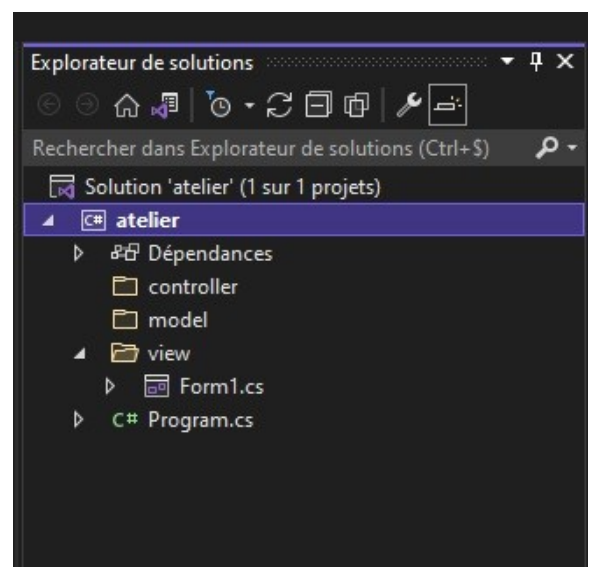 Explorateur de solutions
Rechercher dans Explorateur de solutions (Ctrl+$)
Solution 'atelier' (1 sur 1 projets)
C# atelier
Dépendances
controller
model
view
Form1.cs
C# Program.cs